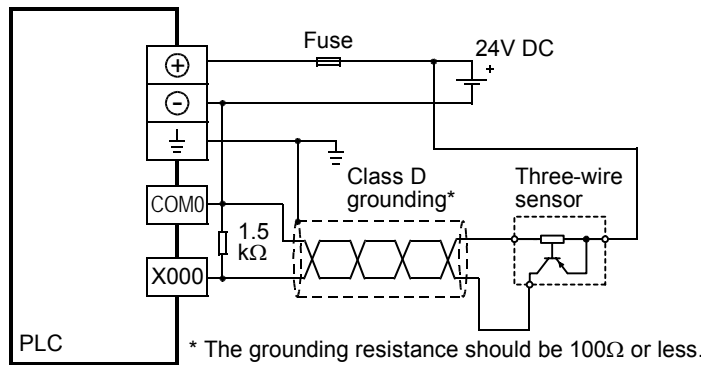 Fuse
24V DC
+
+
−
+
Class D
grounding*
Three-wire
sensor
COM0
1.5
kΩ
X000
PLC
* The grounding resistance should be 100Ω or less.